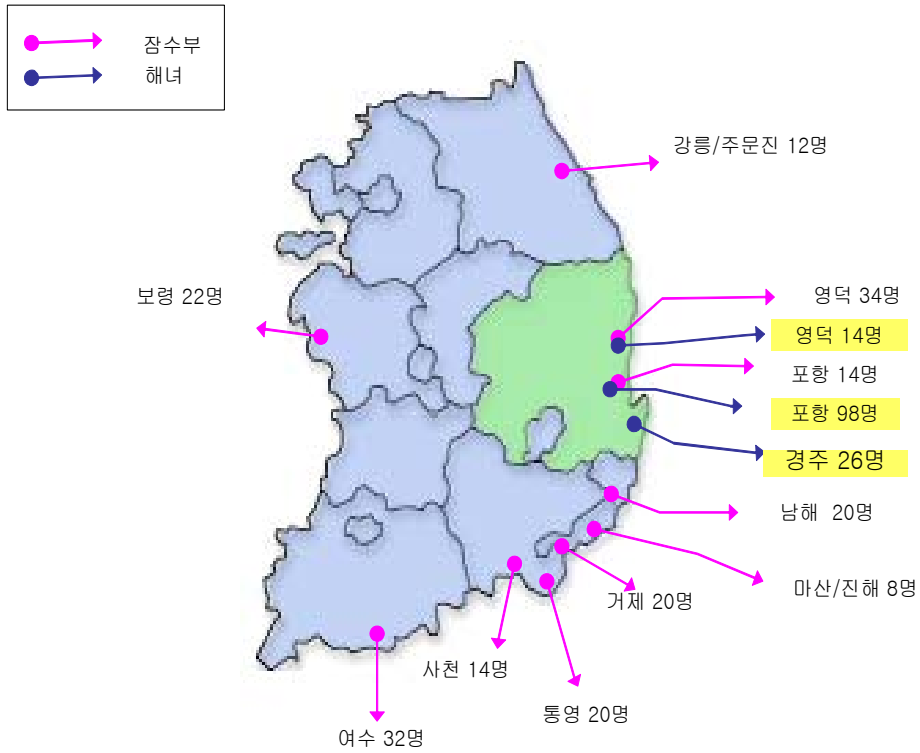 잠수부
해녀
강릉/주문진 12명
보령 22명
영덕 34명
영덕 14명
포항 14명
포항 98명
경주 26명
남해 20명
마산/진해 8명
거제 20명
사천 14명
통영 20명
여수 32명